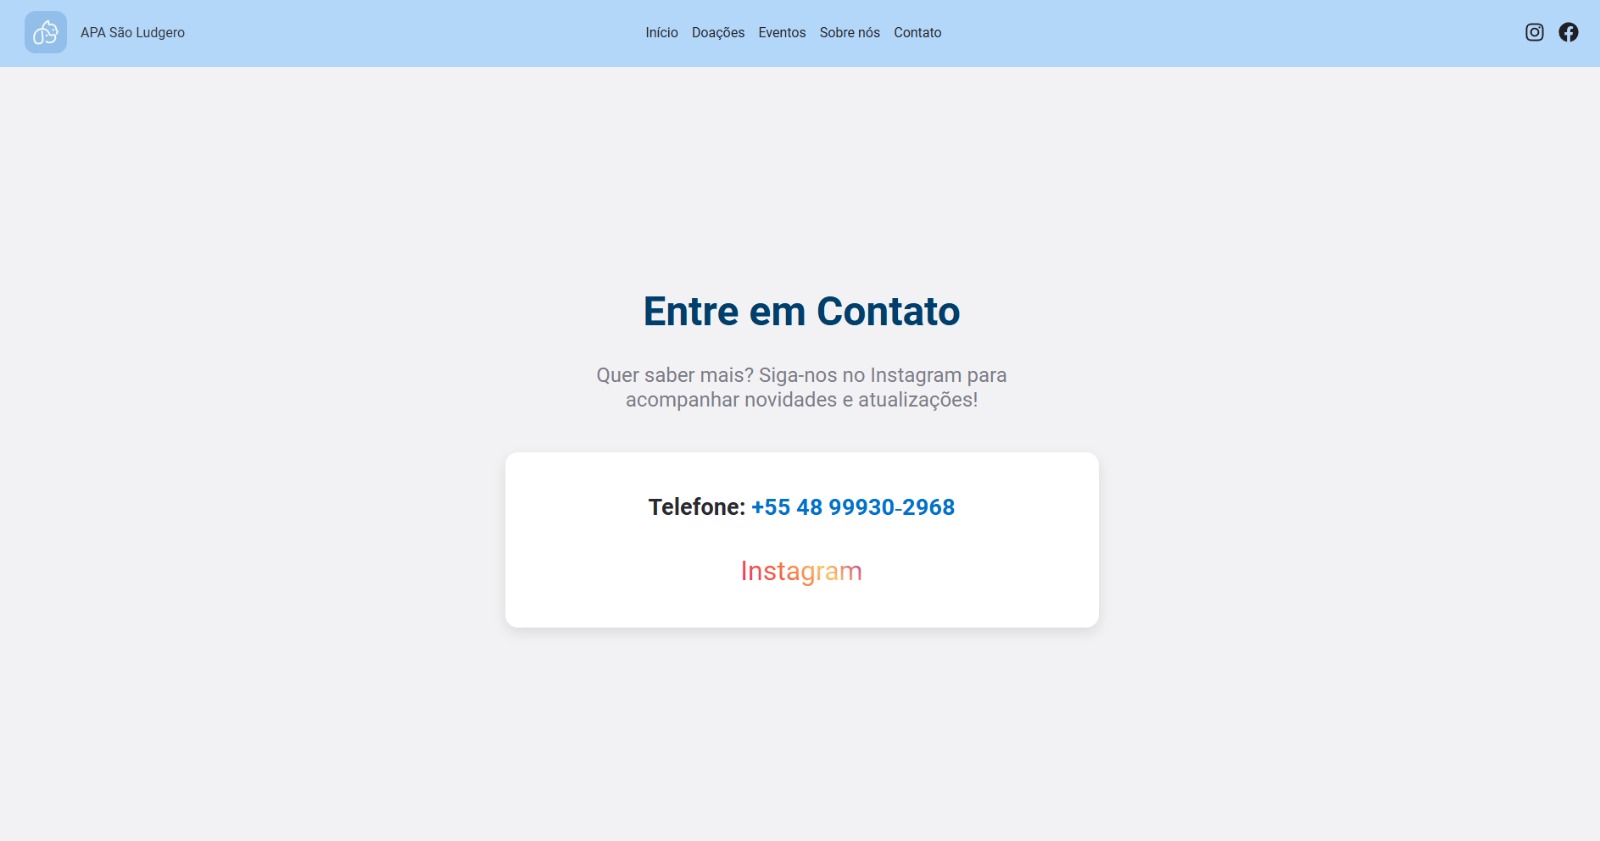 APA São Ludgero
Início Doações Eventos Sobre nós Contato
Entre em Contato
Quer saber mais? Siga-nos no Instagram para
acompanhar novidades e atualizações!
Telefone: +55 48 99930-2968
Instagram